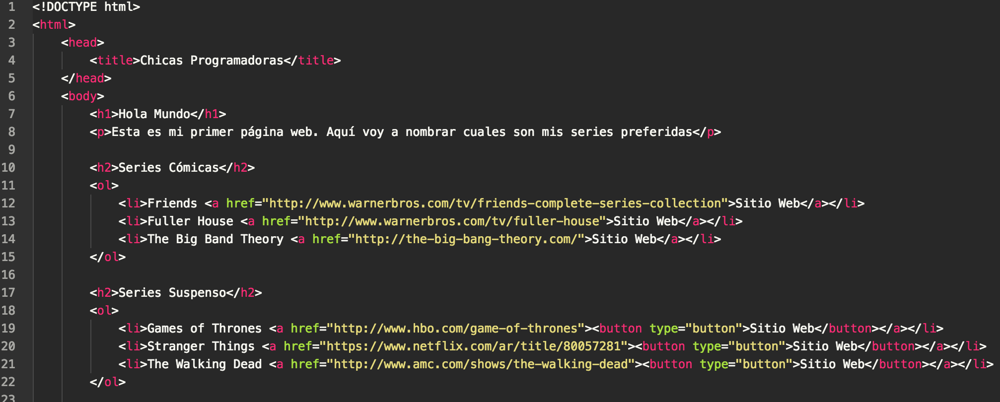 1 <!DOCTYPE html>
2 <html>
3 <head>
4 <title>Chicas Programadoras</title>
5 </head>
6 <body>
7 <h1>Hola Mundo</h1>
8 <p>Esta es mi primer página web. Aquí voy a nombrar cuales son mis series preferidas</p>
9
10 <h2>Series Cómicas</h2>
11 <ol>
12 <li>Friends <a href="http://www.warnerbros.com/tv/friends-complete-series-collection">Sitio Web</a></li>
13 <li>Fuller House <a href="http://www.warnerbros.com/tv/fuller-house">Sitio Web</a></li>
14 <li>The Big Band Theory <a href="http://the-big-bang-theory.com/">Sitio Web</a></li>
15 </ol>
16
17 <h2>Series Suspenso</h2>
18 <ol>
19 <li>Games of Thrones <a href="http://www.hbo.com/game-of-thrones"><button type="button">Sitio Web</button></a></li>
20 <li>Stranger Things <a href="https://www.netflix.com/ar/title/80057281"><button type="button">Sitio Web</button></a></li>
21 <li>The Walking Dead <a href="http://www.amc.com/shows/the-walking-dead"><button type="button">Sitio Web</button></a></li>
22 </ol>
23